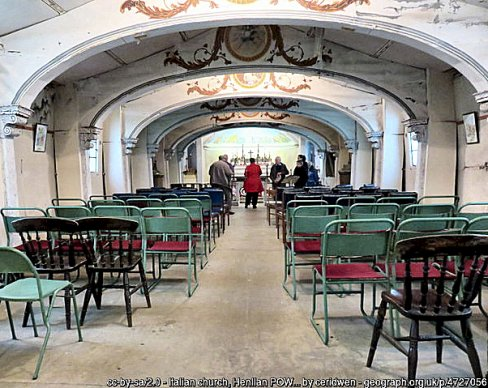 cc-by-sa/2.0 - Italian church, Henllan POW... by ceridwen - geograph.org.uk/p/4727056